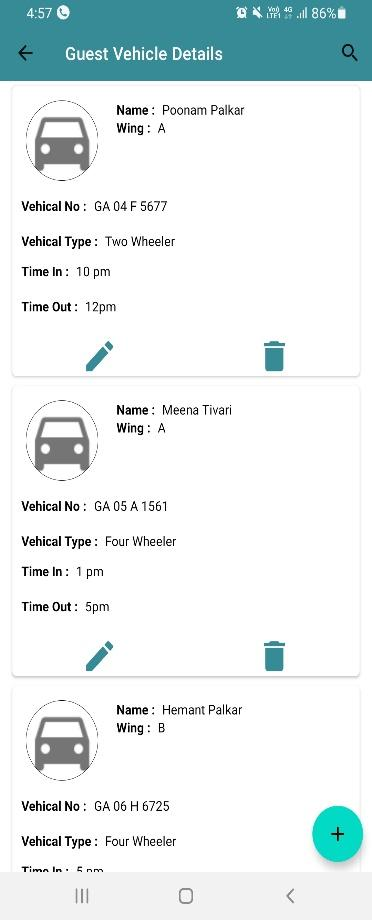 4:57 86%
Guest Vehicle Details
Name : Poonam Palkar
Wing : A
Vehical No : GA 04 F 5677
Vehical Type : Two Wheeler
Time In : 10 pm
Time Out : 12pm
Name : Meena Tivari
Wing : A
Vehical No : GA 05 A 1561
Vehical Type : Four Wheeler
Time In : 1 pm
Time Out : 5pm
Name : Hemant Palkar
Wing : B
Vehical No : GA 06 H 6725
Vehical Type : Four Wheeler
Time In : 5 pm